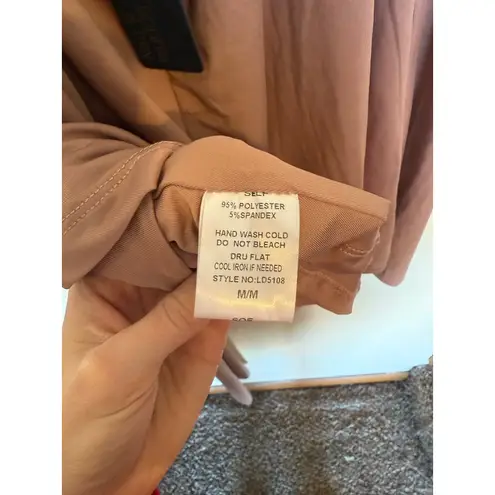 SELF
95% POLYESTER
5%SPANDEX
HAND WASH COLD
DO NOT BLEACH
DRU FLAT
COOL IRON IF NEEDED
STYLE NO:LD5108
M/M